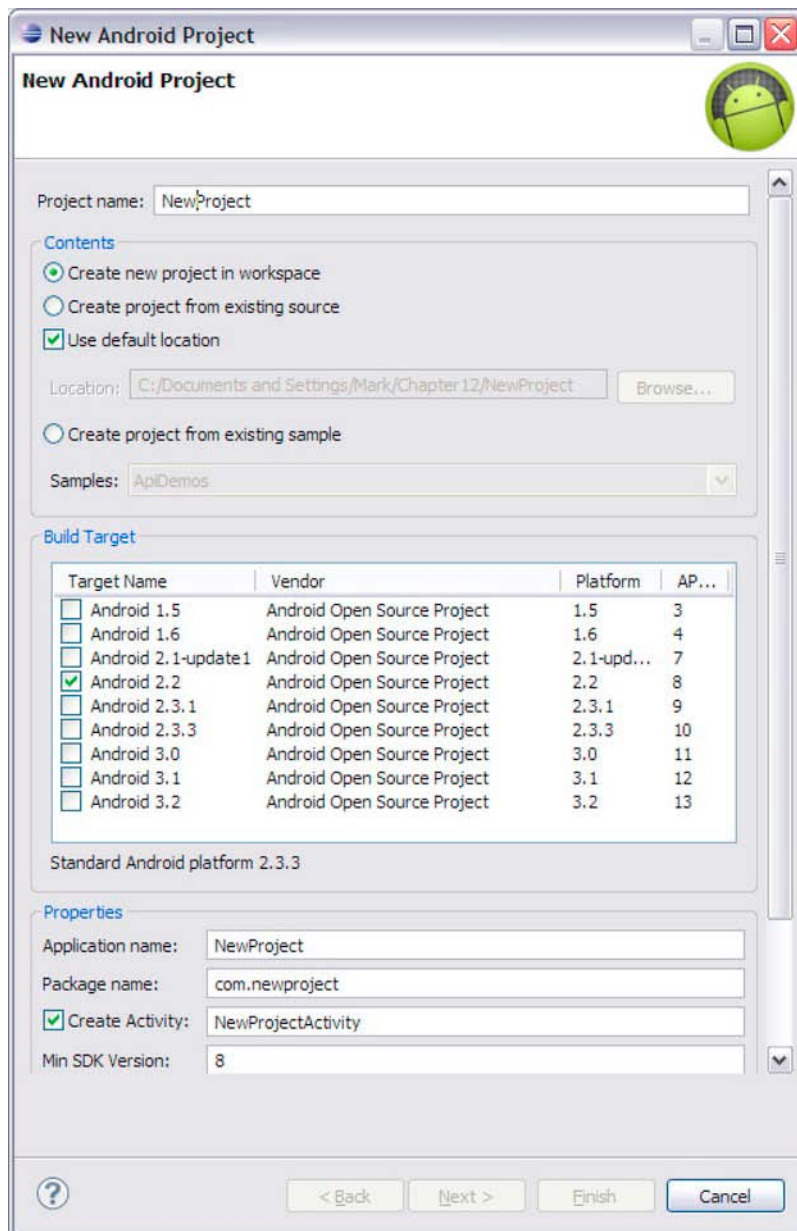 New Android Project
New Android Project
Project name: NewProject
Contents
Create new project in workspace
Create project from existing source
Use default location
Location: C:/Documents and Settings/Mark/Chapter12/NewProject Browse...
Create project from existing sample
Samples: ApiDemos
Build Target
Target Name Vendor Platform AP...
Android 1.5 Android Open Source Project 1.5 3
Android 1.6 Android Open Source Project 1.6 4
Android 2.1-update1 Android Open Source Project 2.1-upd... 7
Android 2.2 Android Open Source Project 2.2 8
Android 2.3.1 Android Open Source Project 2.3.1 9
Android 2.3.3 Android Open Source Project 2.3.3 10
Android 3.0 Android Open Source Project 3.0 11
Android 3.1 Android Open Source Project 3.1 12
Android 3.2 Android Open Source Project 3.2 13
Standard Android platform 2.3.3
Properties
Application name: NewProject
Package name: com.newproject
Create Activity: NewProjectActivity
Min SDK Version: 8
? < Back Next > Finish Cancel